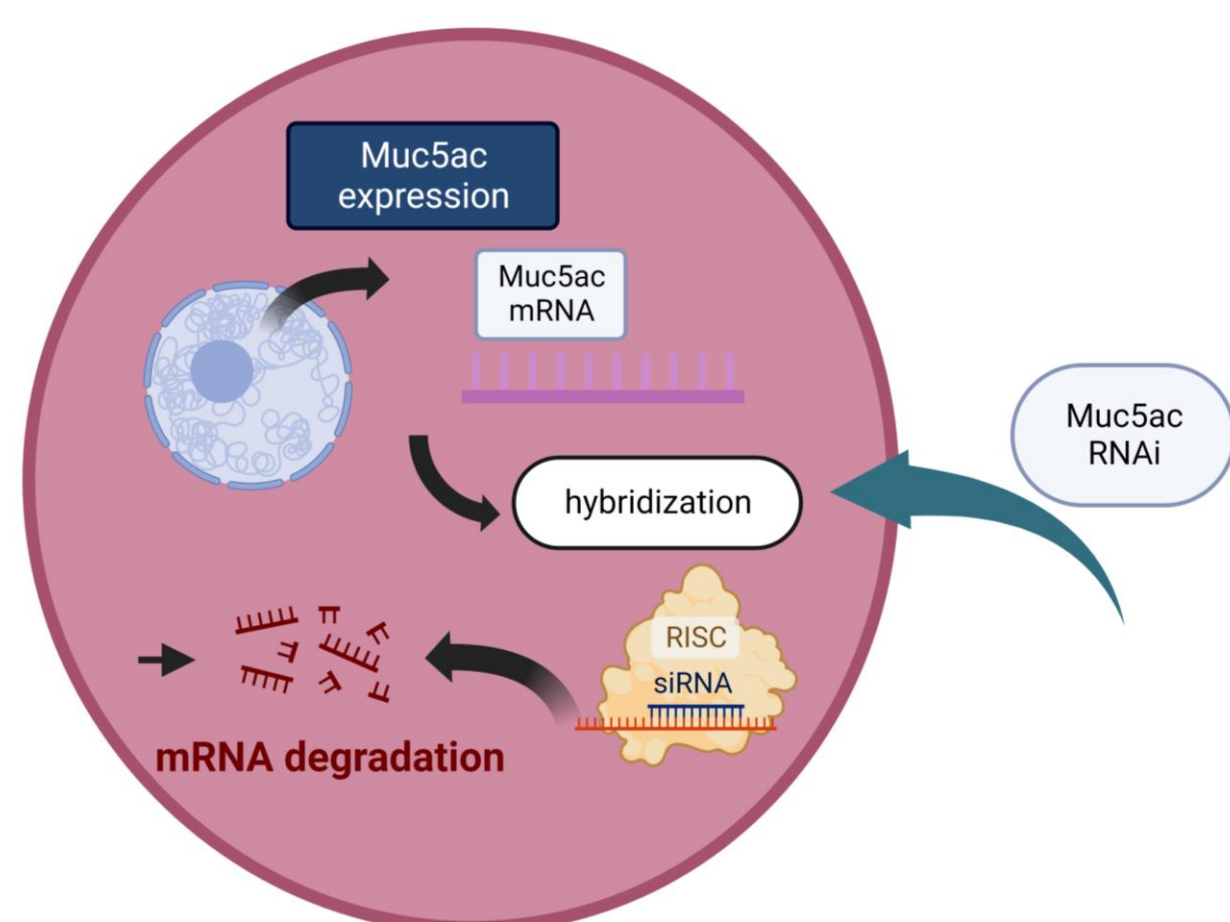 Muc5ac
expression
Muc5ac
mRNA
Muc5ac
RNAi
hybridization
RISC
siRNA
mRNA degradation